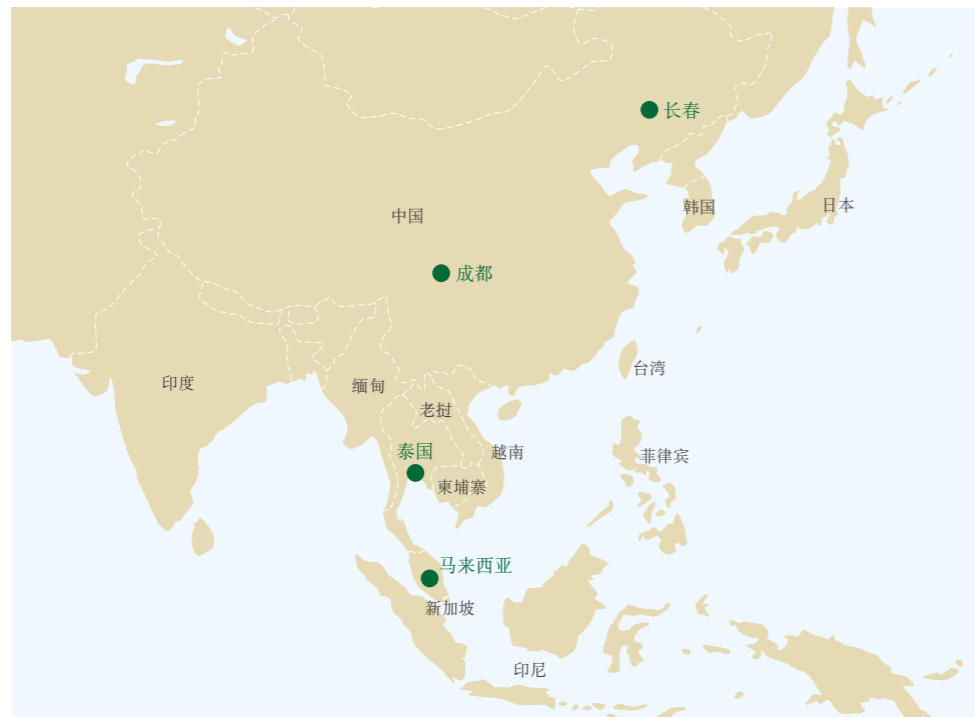 长春
韩国
日本
中国
成都
台湾
印度
缅甸
老挝
泰国
越南
菲律宾
柬埔寨
马来西亚
新加坡
印尼